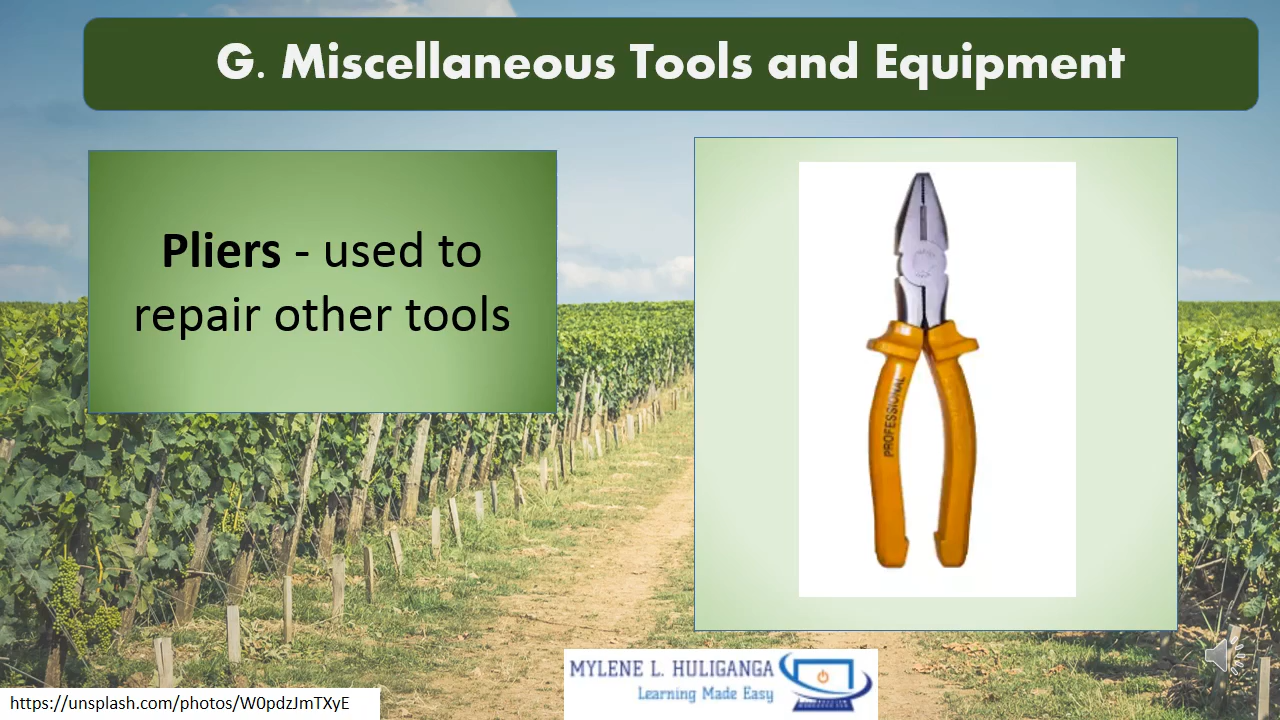 G. Miscellaneous Tools and Equipment
Pliers - used to
repair other tools
PROFESSIONAL
MYLENE L. HULIGANGA
Learning Made Easy
https://unsplash.com/photos/W0pdzJmTXyE